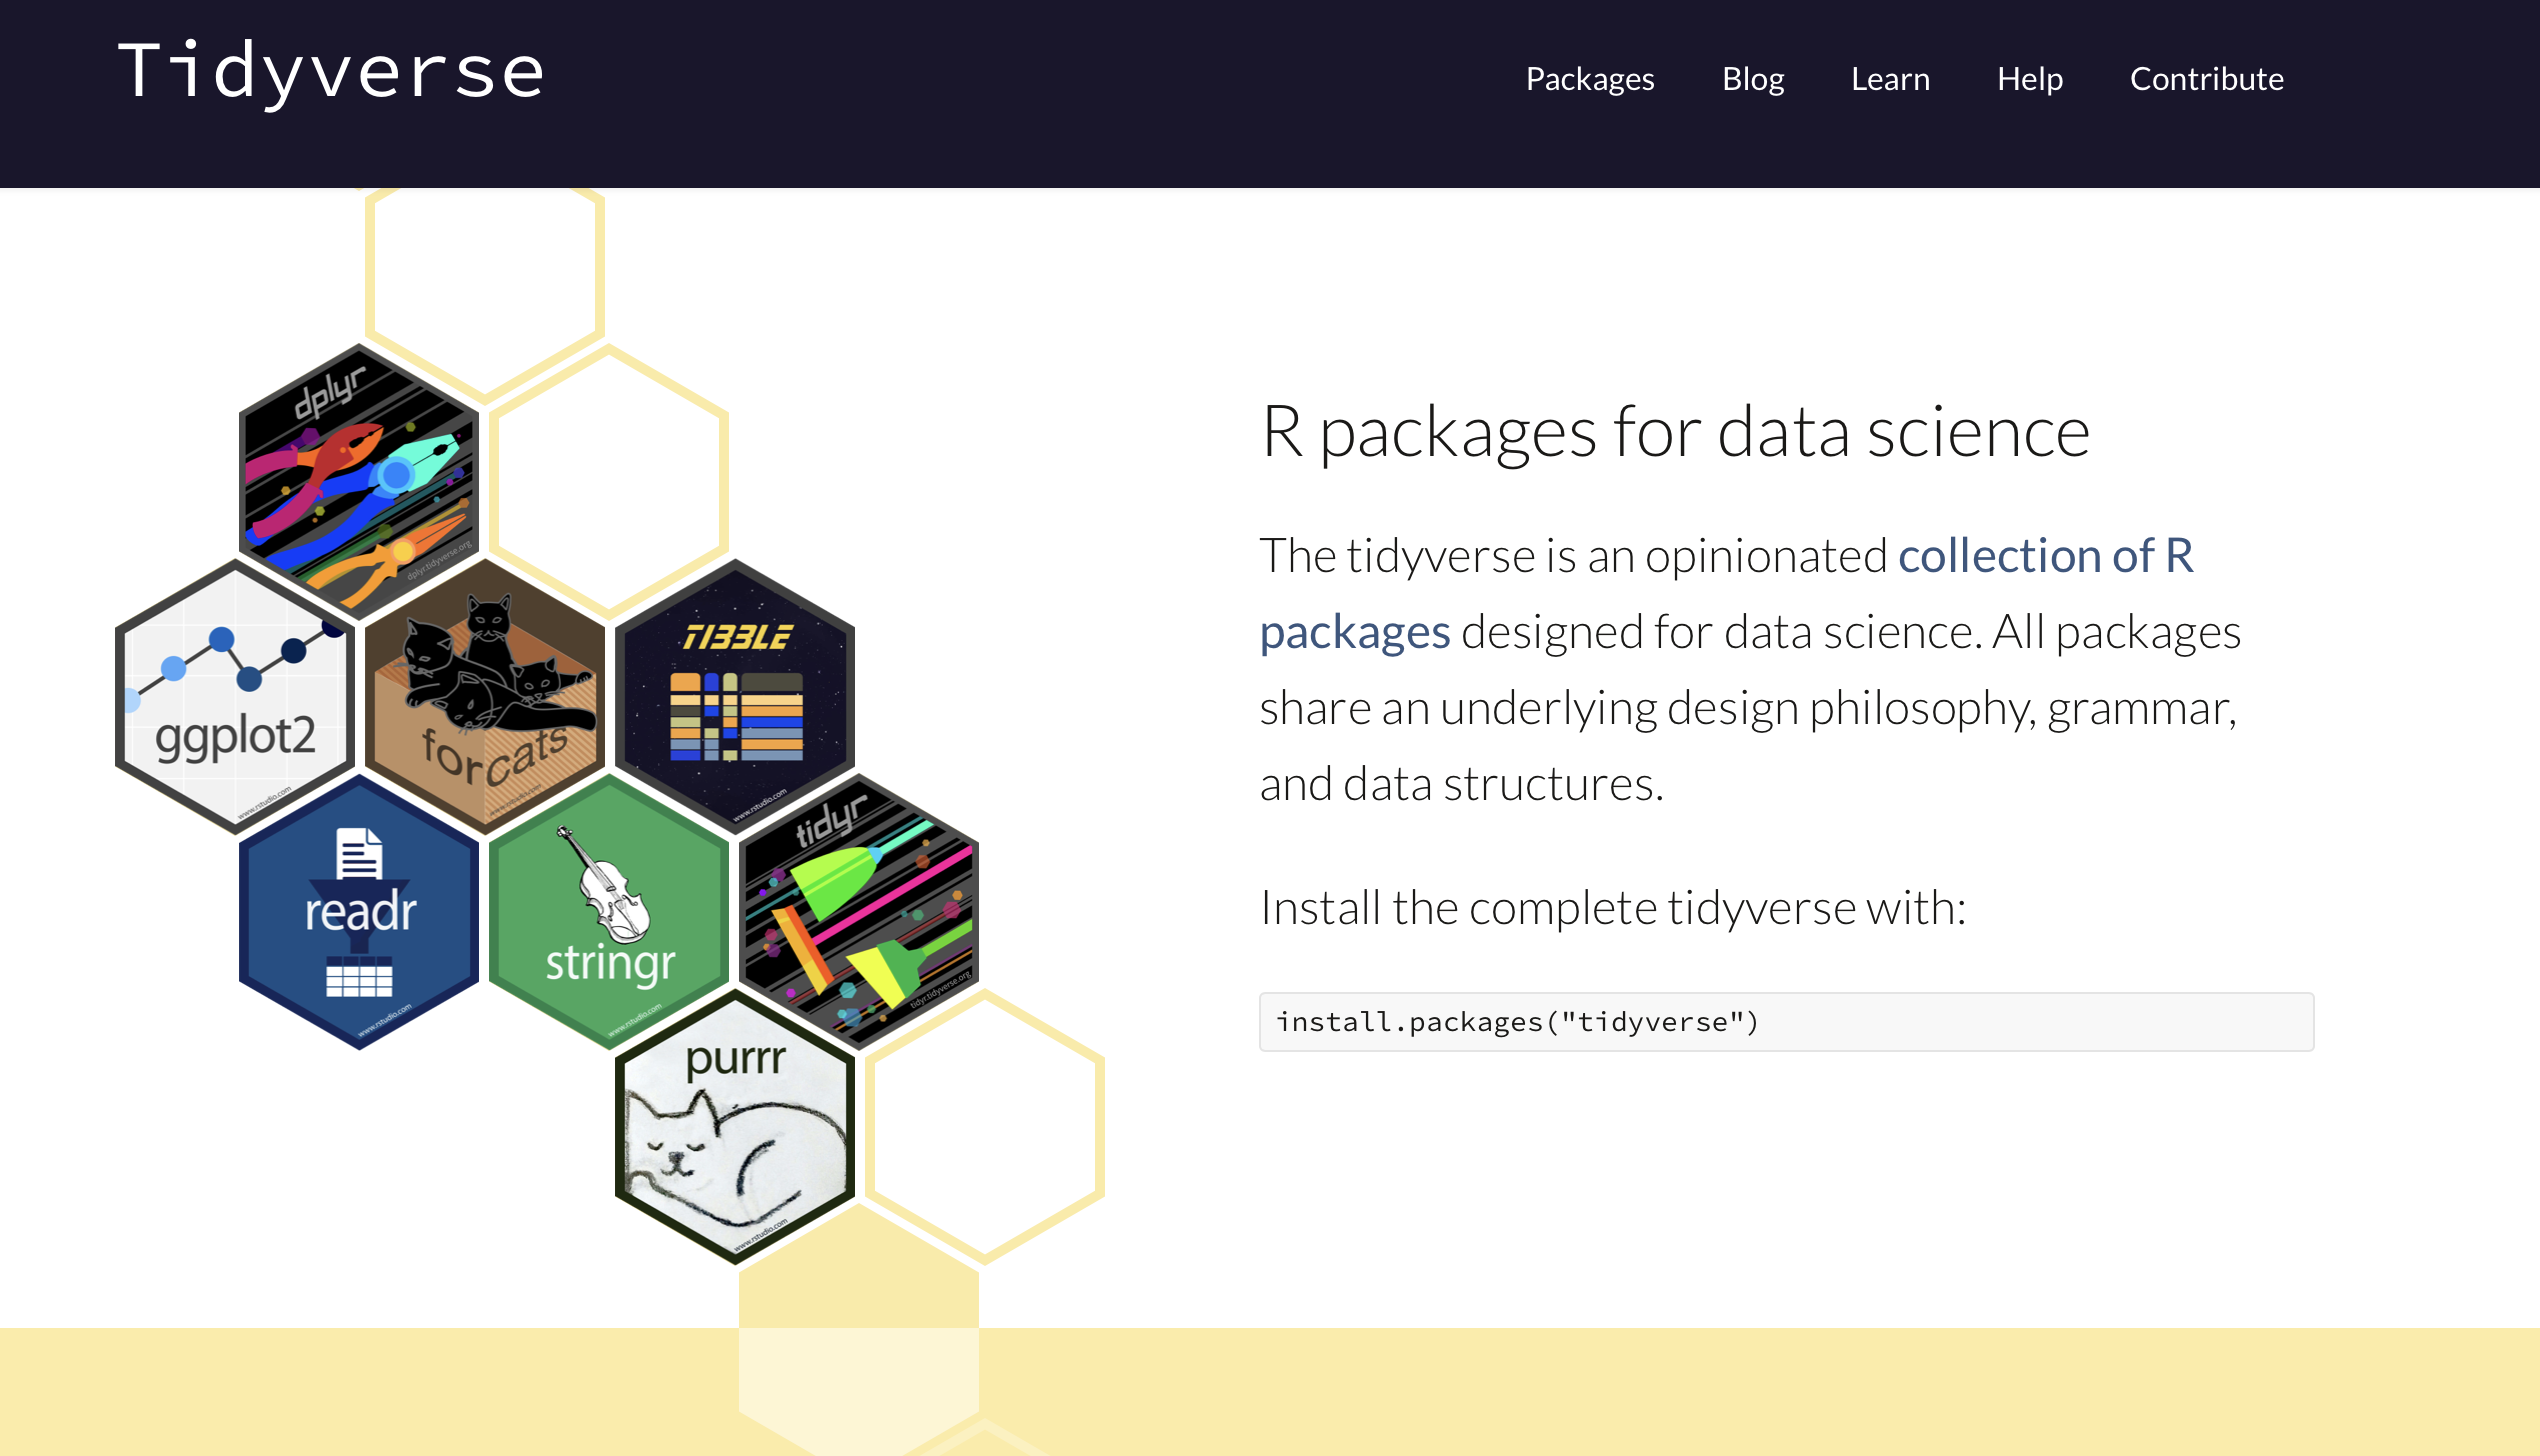 Tidyverse
Packages
Blog
Learn
Help
Contribute
dplyr
dplyr.tidyverse.org
ggplot2
www.rstudio.com
forcats
TIBBLE
www.rstudio.com
readr
www.rstudio.com
stringr
www.rstudio.com
tidyr
tidyr.tidyverse.org
purrr
www.rstudio.com
R packages for data science
The tidyverse is an opinionated collection of R
packages designed for data science. All packages
share an underlying design philosophy, grammar,
and data structures.
Install the complete tidyverse with:
install.packages("tidyverse")